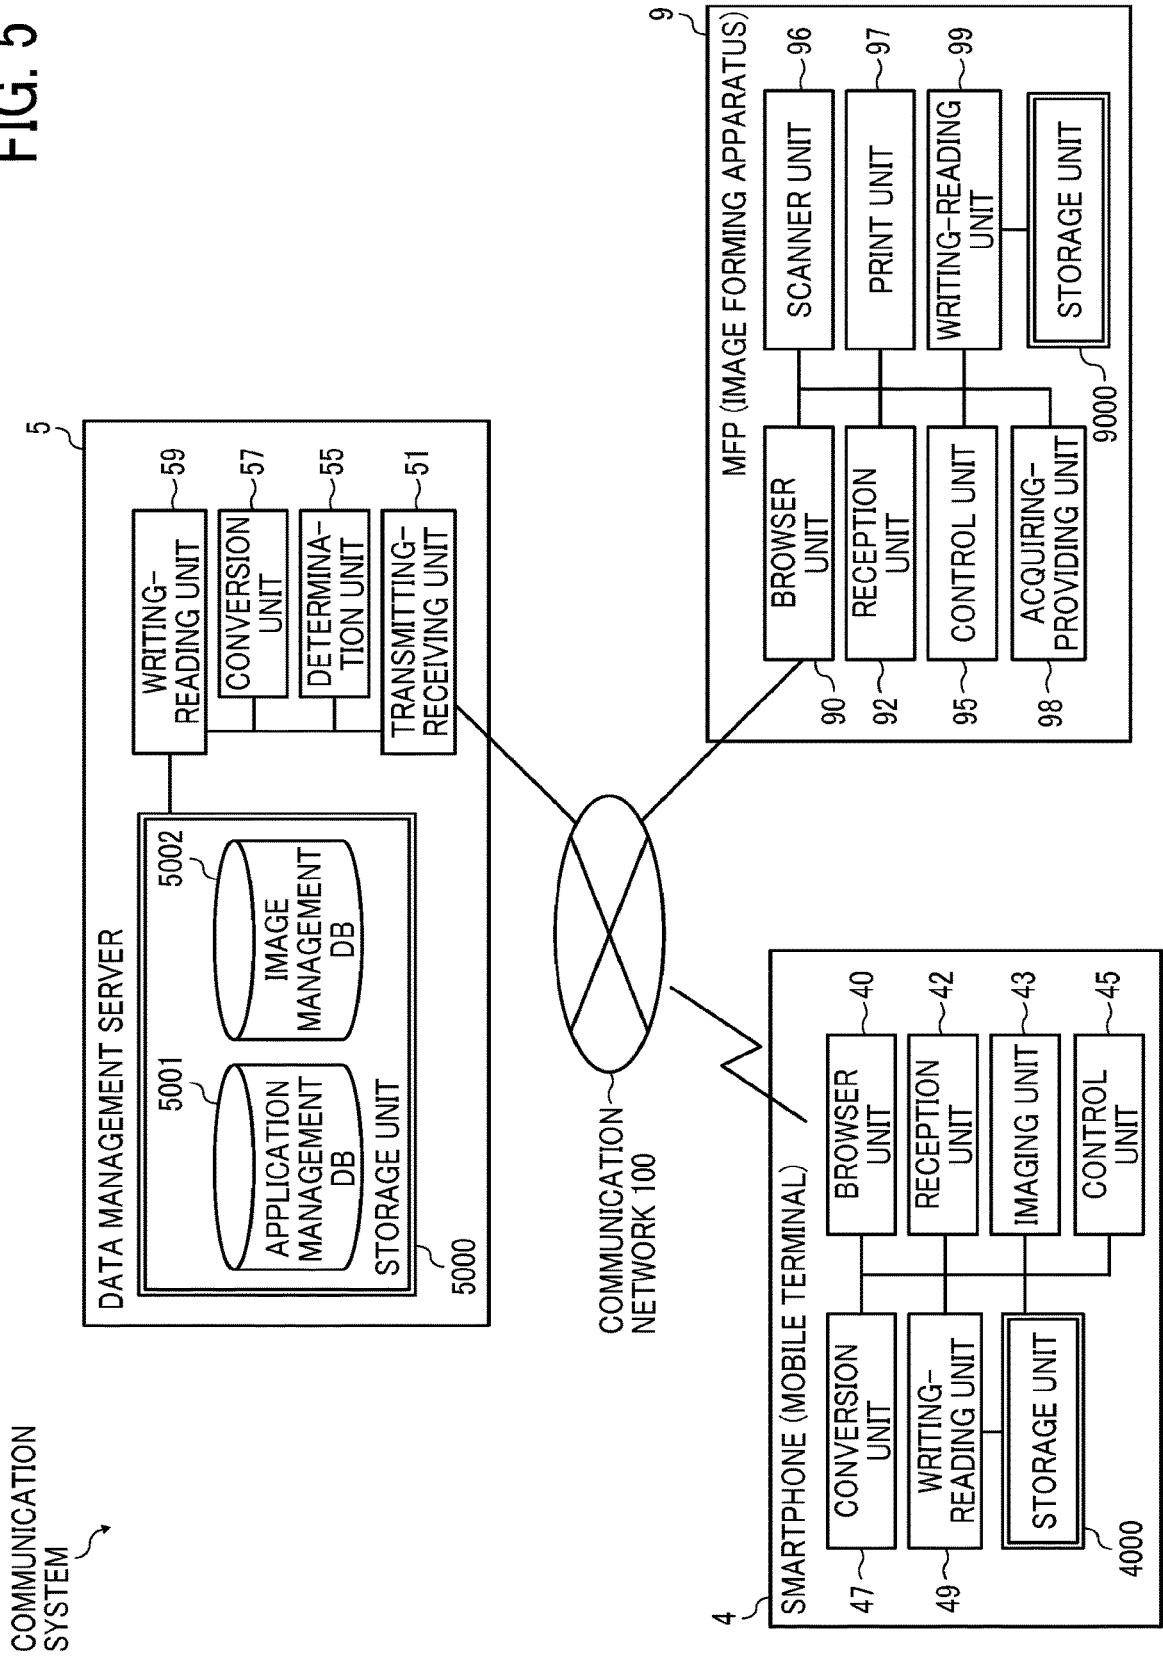 FIG. 5
COMMUNICATION
SYSTEM
5
DATA MANAGEMENT SERVER
5001
5002
APPLICATION
MANAGEMENT
DB
IMAGE
MANAGEMENT
DB
STORAGE UNIT
5000
WRITING-
READING UNIT
59
CONVERSION
UNIT
57
DETERMINA-
TION UNIT
55
TRANSMITTING-
RECEIVING UNIT
51
COMMUNICATION
NETWORK 100
4
SMARTPHONE (MOBILE TERMINAL)
47
CONVERSION
UNIT
BROWSER
UNIT
40
49
WRITING-
READING UNIT
RECEPTION
UNIT
42
STORAGE UNIT
4000
IMAGING UNIT
43
CONTROL
UNIT
45
9
MFP (IMAGE FORMING APPARATUS)
90
BROWSER
UNIT
SCANNER UNIT
96
92
RECEPTION
UNIT
PRINT UNIT
97
95
CONTROL UNIT
WRITING-READING
UNIT
99
98
ACQUIRING-
PROVIDING UNIT
STORAGE UNIT
9000